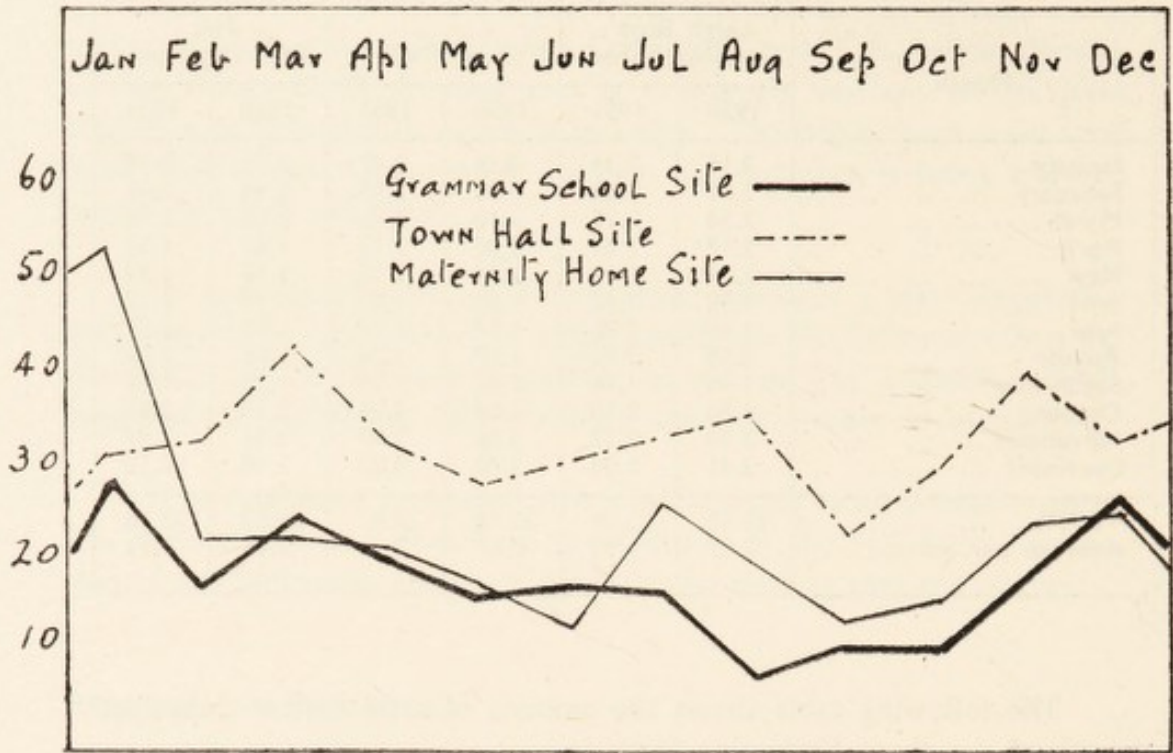 Jan Feb Mar Apl May Jun Jul Aug Sep Oct Nov Dec
60
Grammar School Site
Town Hall Site
50
Maternity Home Site
40
30
20
10